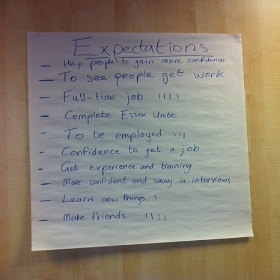 Expectations
- Help people to gain more confidence
- To see people get work
- Full-time job !!!!
- Complete Essex Unite
- To be employed !!!
- Confidence to get a job
- Get experience and training
- More confident and savvy in interviews
- Learn new things !
- Make friends !!!!